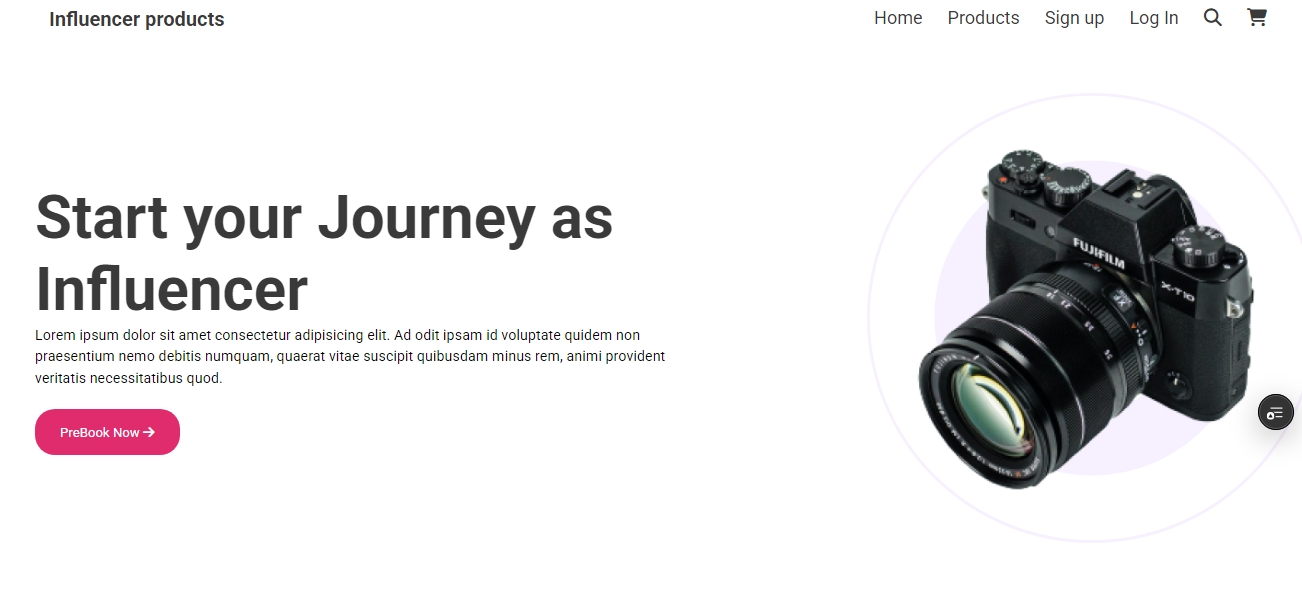 Influencer products
Home Products Sign up Log In
Start your Journey as
Influencer
Lorem ipsum dolor sit amet consectetur adipisicing elit. Ad odit ipsam id voluptate quidem non
praesentium nemo debitis numquam, quaerat vitae suscipit quibusdam minus rem, animi provident
veritatis necessitatibus quod.
PreBook Now
FUJIFILM
X-T10